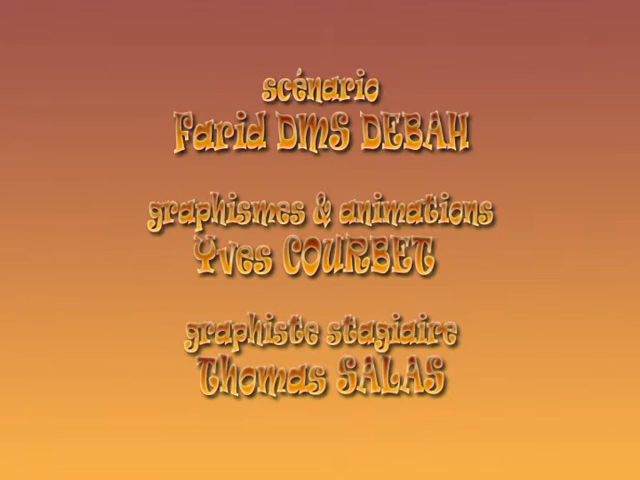 scénario
Farid DMS DEBAH
graphismes & animations
Yves COURBET
graphiste stagiaire
Thomas SALAS